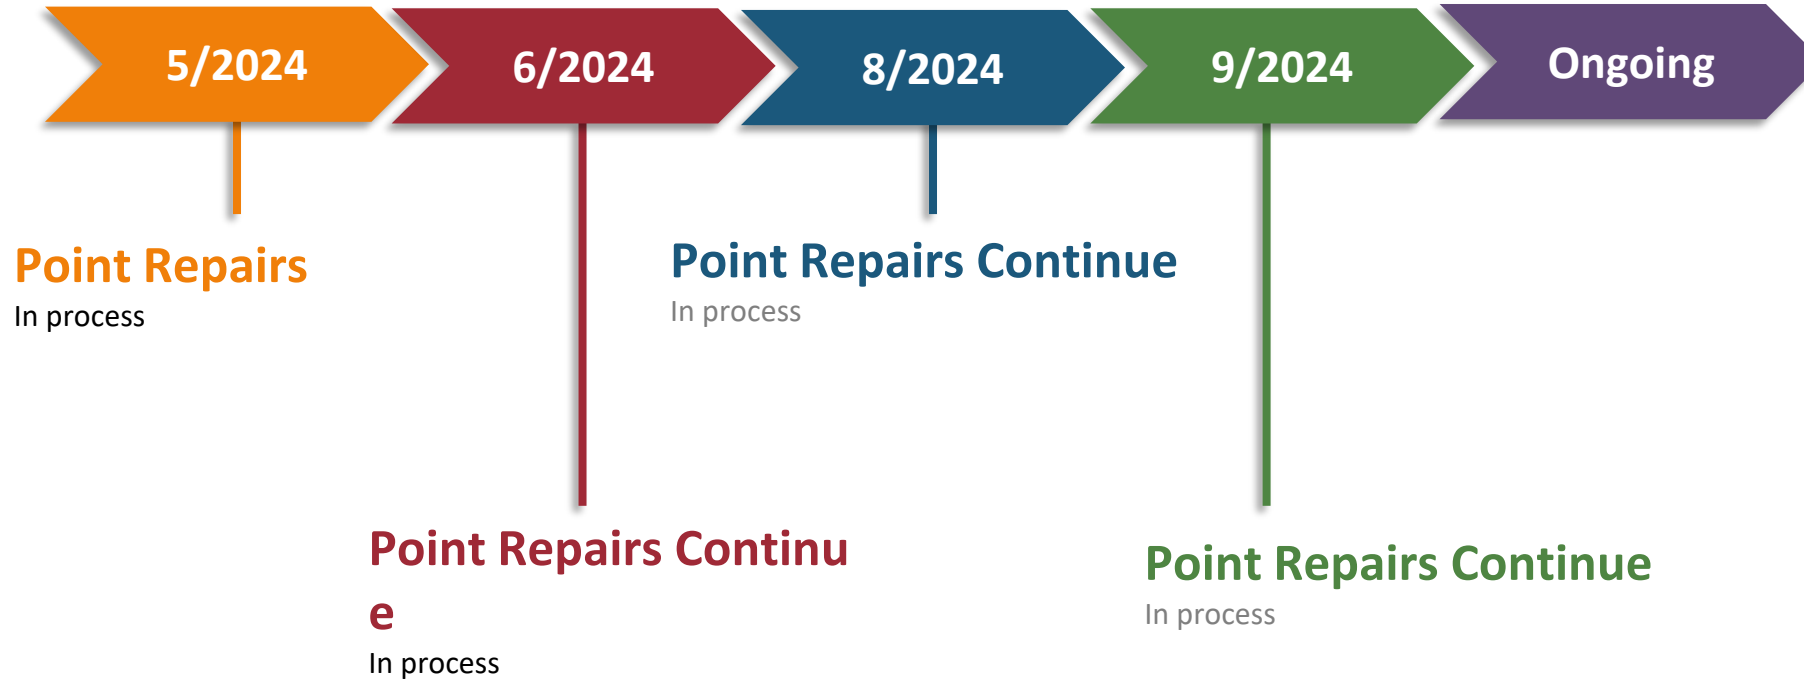 5/2024
6/2024
8/2024
9/2024
Ongoing
Point Repairs
In process
Point Repairs Continue
In process
Point Repairs Continu
e
In process
Point Repairs Continue
In process